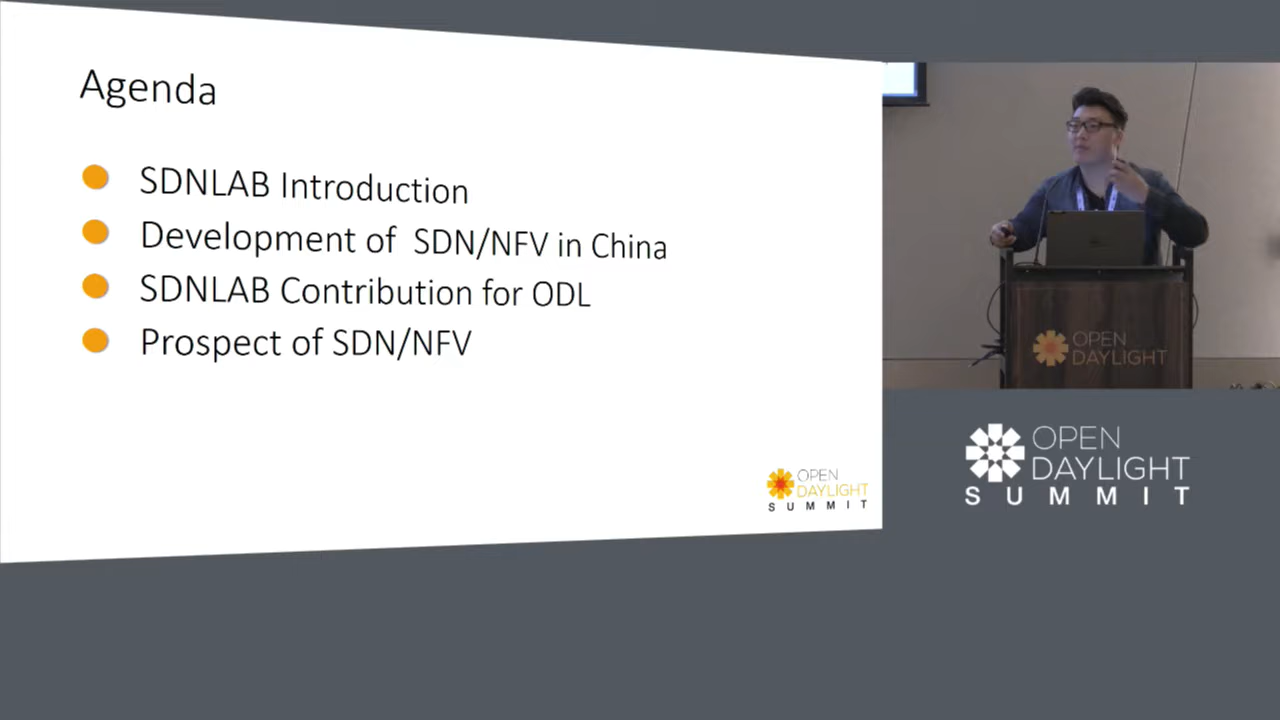 Agenda
SDNLAB Introduction
Development of SDN/NFV in China
SDNLAB Contribution for ODL
Prospect of SDN/NFV
OPEN
DAYLIGHT
SUMMIT
OPEN
DAYLIGHT
OPEN
DAYLIGHT
SUMMIT